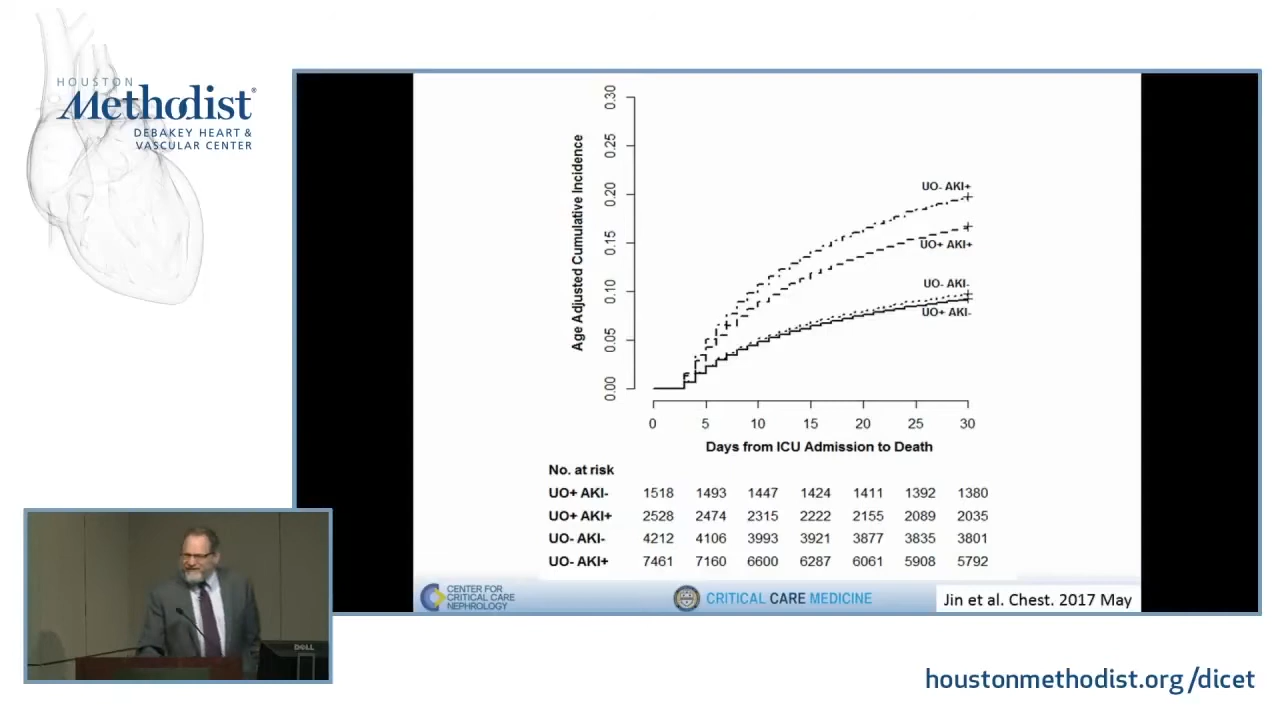 HOUSTON
Methodist®
DEBAKEY HEART &
VASCULAR CENTER
Age Adjusted Cumulative Incidence
0.30
0.25
0.20
0.15
0.10
0.05
0.00
UO- AKI+
UO+ AKI+
UO- AKI-
UO+ AKI-
0 5 10 15 20 25 30
Days from ICU Admission to Death
No. at risk
UO+ AKI- 1518 1493 1447 1424 1411 1392 1380
UO+ AKI+ 2528 2474 2315 2222 2155 2089 2035
UO- AKI- 4212 4106 3993 3921 3877 3835 3801
UO- AKI+ 7461 7160 6600 6287 6061 5908 5792
CENTER FOR
CRITICAL CARE
NEPHROLOGY
CRITICAL CARE MEDICINE
Jin et al. Chest. 2017 May
DELL
houstonmethodist.org/dicet